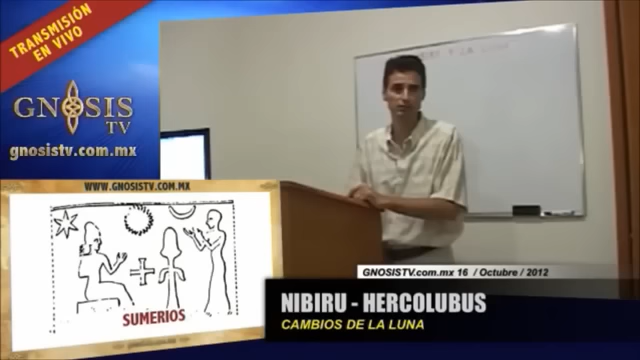 TRANSMISIÓN
EN VIVO
GNOSIS
TV
gnosistv.com.mx
WWW.GNOSISTV.COM.MX
SUMERIOS
GNOSISTV.com.mx 16 / Octubre / 2012
NIBIRU - HERCOLUBUS
CAMBIOS DE LA LUNA